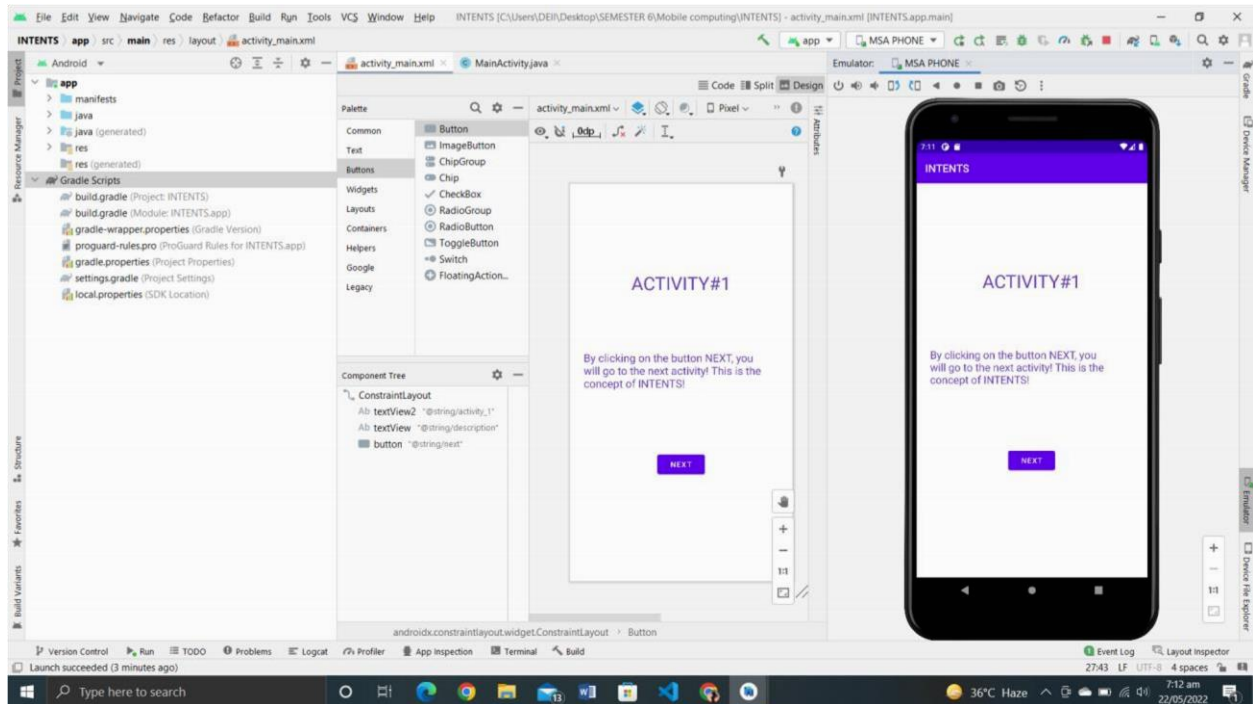 File Edit View Navigate Code Refactor Build Run Tools VCS Window Help INTENTS [C:\Users\DEll\Desktop\SEMESTER 6\Mobile computing\INTENTS] - activity_main.xml [INTENTS.app.main]
INTENTS app src main res layout activity_main.xml
app MSA PHONE
Project
Resource Manager
Structure
Favorites
Build Variants
Android
app
manifests
java
java (generated)
res
res (generated)
Gradle Scripts
build.gradle (Project: INTENTS)
build.gradle (Module: INTENTS.app)
gradle-wrapper.properties (Gradle Version)
proguard-rules.pro (ProGuard Rules for INTENTS.app)
gradle.properties (Project Properties)
settings.gradle (Project Settings)
local.properties (SDK Location)
activity_main.xml MainActivity.java
Code Split Design
Palette
Common
Text
Buttons
Widgets
Layouts
Containers
Helpers
Google
Legacy
Button
ImageButton
ChipGroup
Chip
CheckBox
RadioGroup
RadioButton
ToggleButton
Switch
FloatingAction...
Component Tree
ConstraintLayout
Ab textView2 "@string/activity_1"
Ab textView "@string/description"
button "@string/next"
activity_main.xml Pixel
0dp
Attributes
ACTIVITY#1
By clicking on the button NEXT, you
will go to the next activity! This is the
concept of INTENTS!
NEXT
1:1
androidx.constraintlayout.widget.ConstraintLayout Button
Emulator: MSA PHONE
7:11
INTENTS
ACTIVITY#1
By clicking on the button NEXT, you
will go to the next activity! This is the
concept of INTENTS!
NEXT
1:1
Gradle
Device Manager
Emulator
Device File Explorer
Version Control Run TODO Problems Logcat Profiler App Inspection Terminal Build Event Log Layout Inspector
Launch succeeded (3 minutes ago) 27:43 LF UTF-8 4 spaces
Type here to search 13 36°C Haze 7:12 am
22/05/2022 1